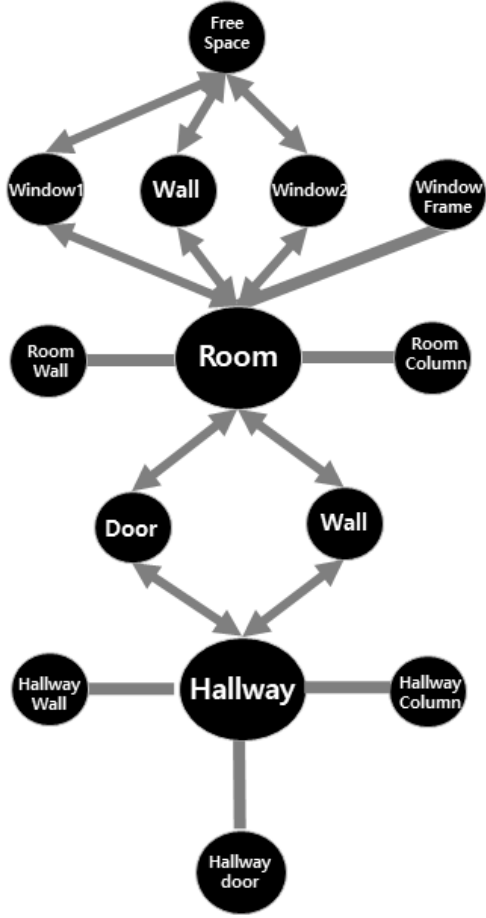 Free
Space
Window1
Wall
Window2
Window
Frame
Room
Wall
Room
Room
Column
Door
Wall
Hallway
Wall
Hallway
Hallway
Column
Hallway
door